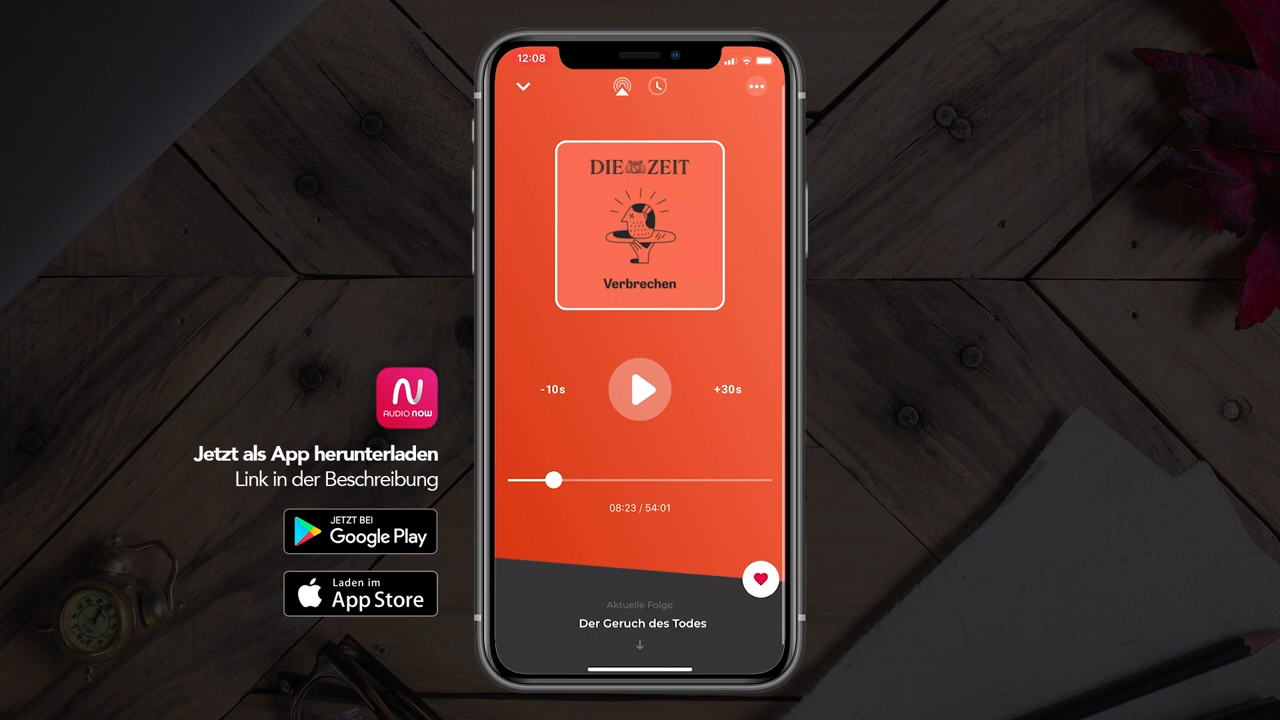 12:08
DIE ZEIT
Verbrechen
-10s
+30s
08:23 / 54:01
Aktuelle Folge
Der Geruch des Todes
AUDIO NOW
Jetzt als App herunterladen
Link in der Beschreibung
JETZT BEI
Google Play
Laden im
App Store